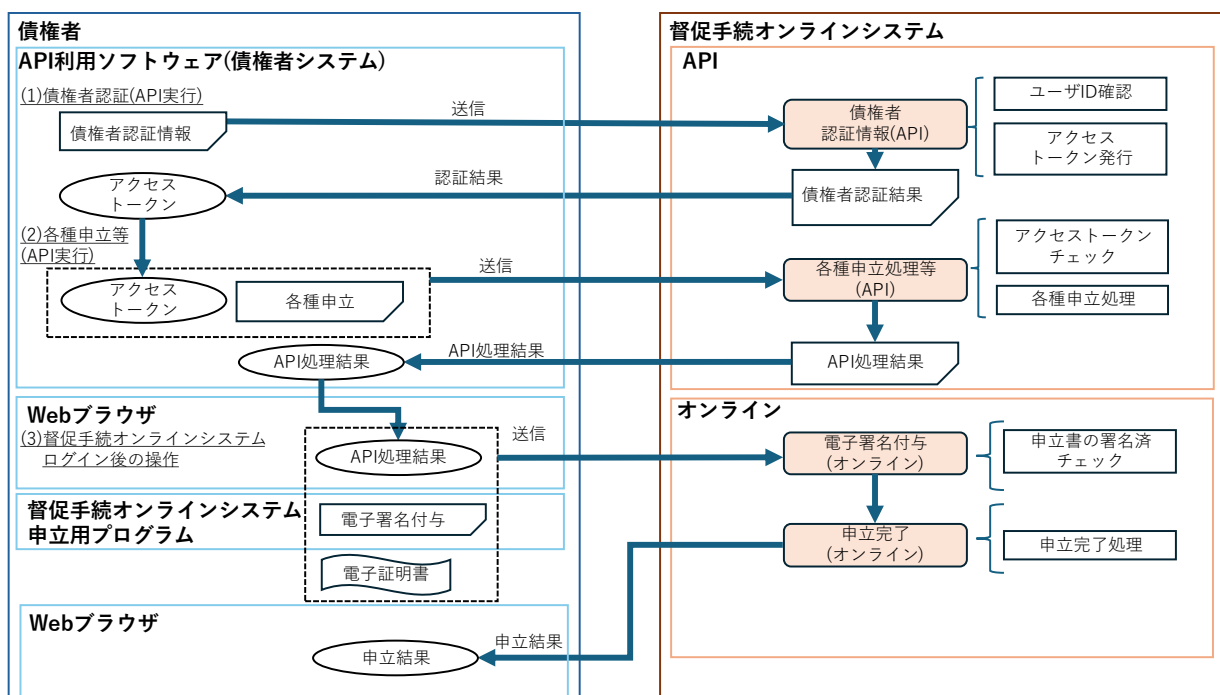 債権者
API利用ソフトウェア(債権者システム)
(1)債権者認証(API実行)
債権者認証情報
送信
認証結果
アクセス
トークン
(2)各種申立等
(API実行)
アクセス
トークン
各種申立
送信
API処理結果
API処理結果
Webブラウザ
(3)督促手続オンラインシステム
ログイン後の操作
API処理結果
送信
督促手続オンラインシステム
申立用プログラム
電子署名付与
電子証明書
Webブラウザ
申立結果
申立結果
督促手続オンラインシステム
API
債権者
認証情報(API)
ユーザID確認
アクセス
トークン発行
債権者認証結果
各種申立処理等
(API)
アクセストークン
チェック
各種申立処理
API処理結果
オンライン
電子署名付与
(オンライン)
申立書の署名済
チェック
申立完了
(オンライン)
申立完了処理